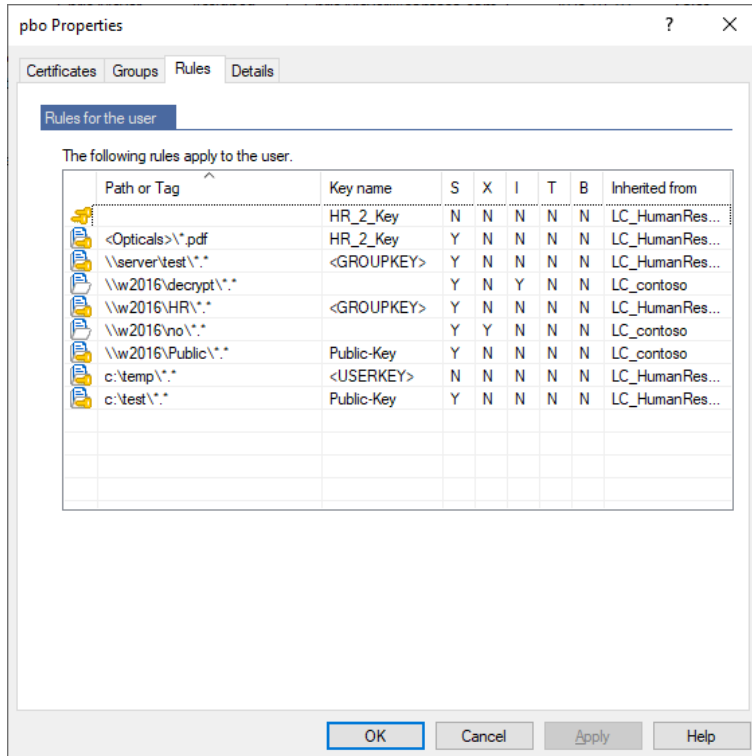 pbo Properties ? ×
Certificates Groups Rules Details
Rules for the user
The following rules apply to the user.
Path or Tag Key name S X I T B Inherited from
HR_2_Key N N N N N LC_HumanRes...
<Opticals>\*.pdf HR_2_Key Y N N N N LC_HumanRes...
\\server\test\*.* <GROUPKEY> Y N N N N LC_HumanRes...
\\w2016\decrypt\*.* Y N Y N N LC_contoso
\\w2016\HR\*.* <GROUPKEY> Y N N N N LC_HumanRes...
\\w2016\no\*.* Y Y N N N LC_contoso
\\w2016\Public\*.* Public-Key Y N N N N LC_contoso
c:\temp\*.* <USERKEY> N N N N N LC_HumanRes...
c:\test\*.* Public-Key Y N N N N LC_HumanRes...
OK Cancel Apply Help